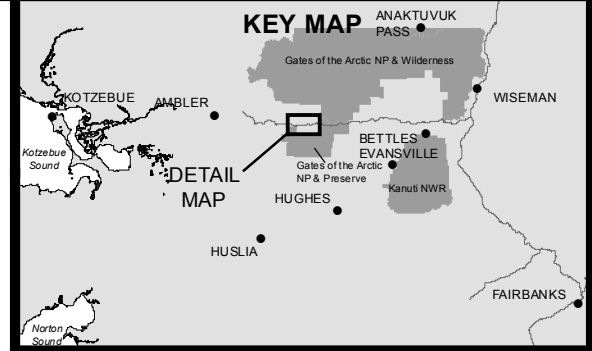 KEY MAP
ANAKTUVUK
PASS
Gates of the Arctic NP & Wilderness
KOTZEBUE
AMBLER
WISEMAN
Kotzebue
Sound
BETTLES
EVANSVILLE
DETAIL
MAP
Gates of the Arctic
NP & Preserve
Kanuti NWR
HUGHES
HUSLIA
FAIRBANKS
Norton
Sound